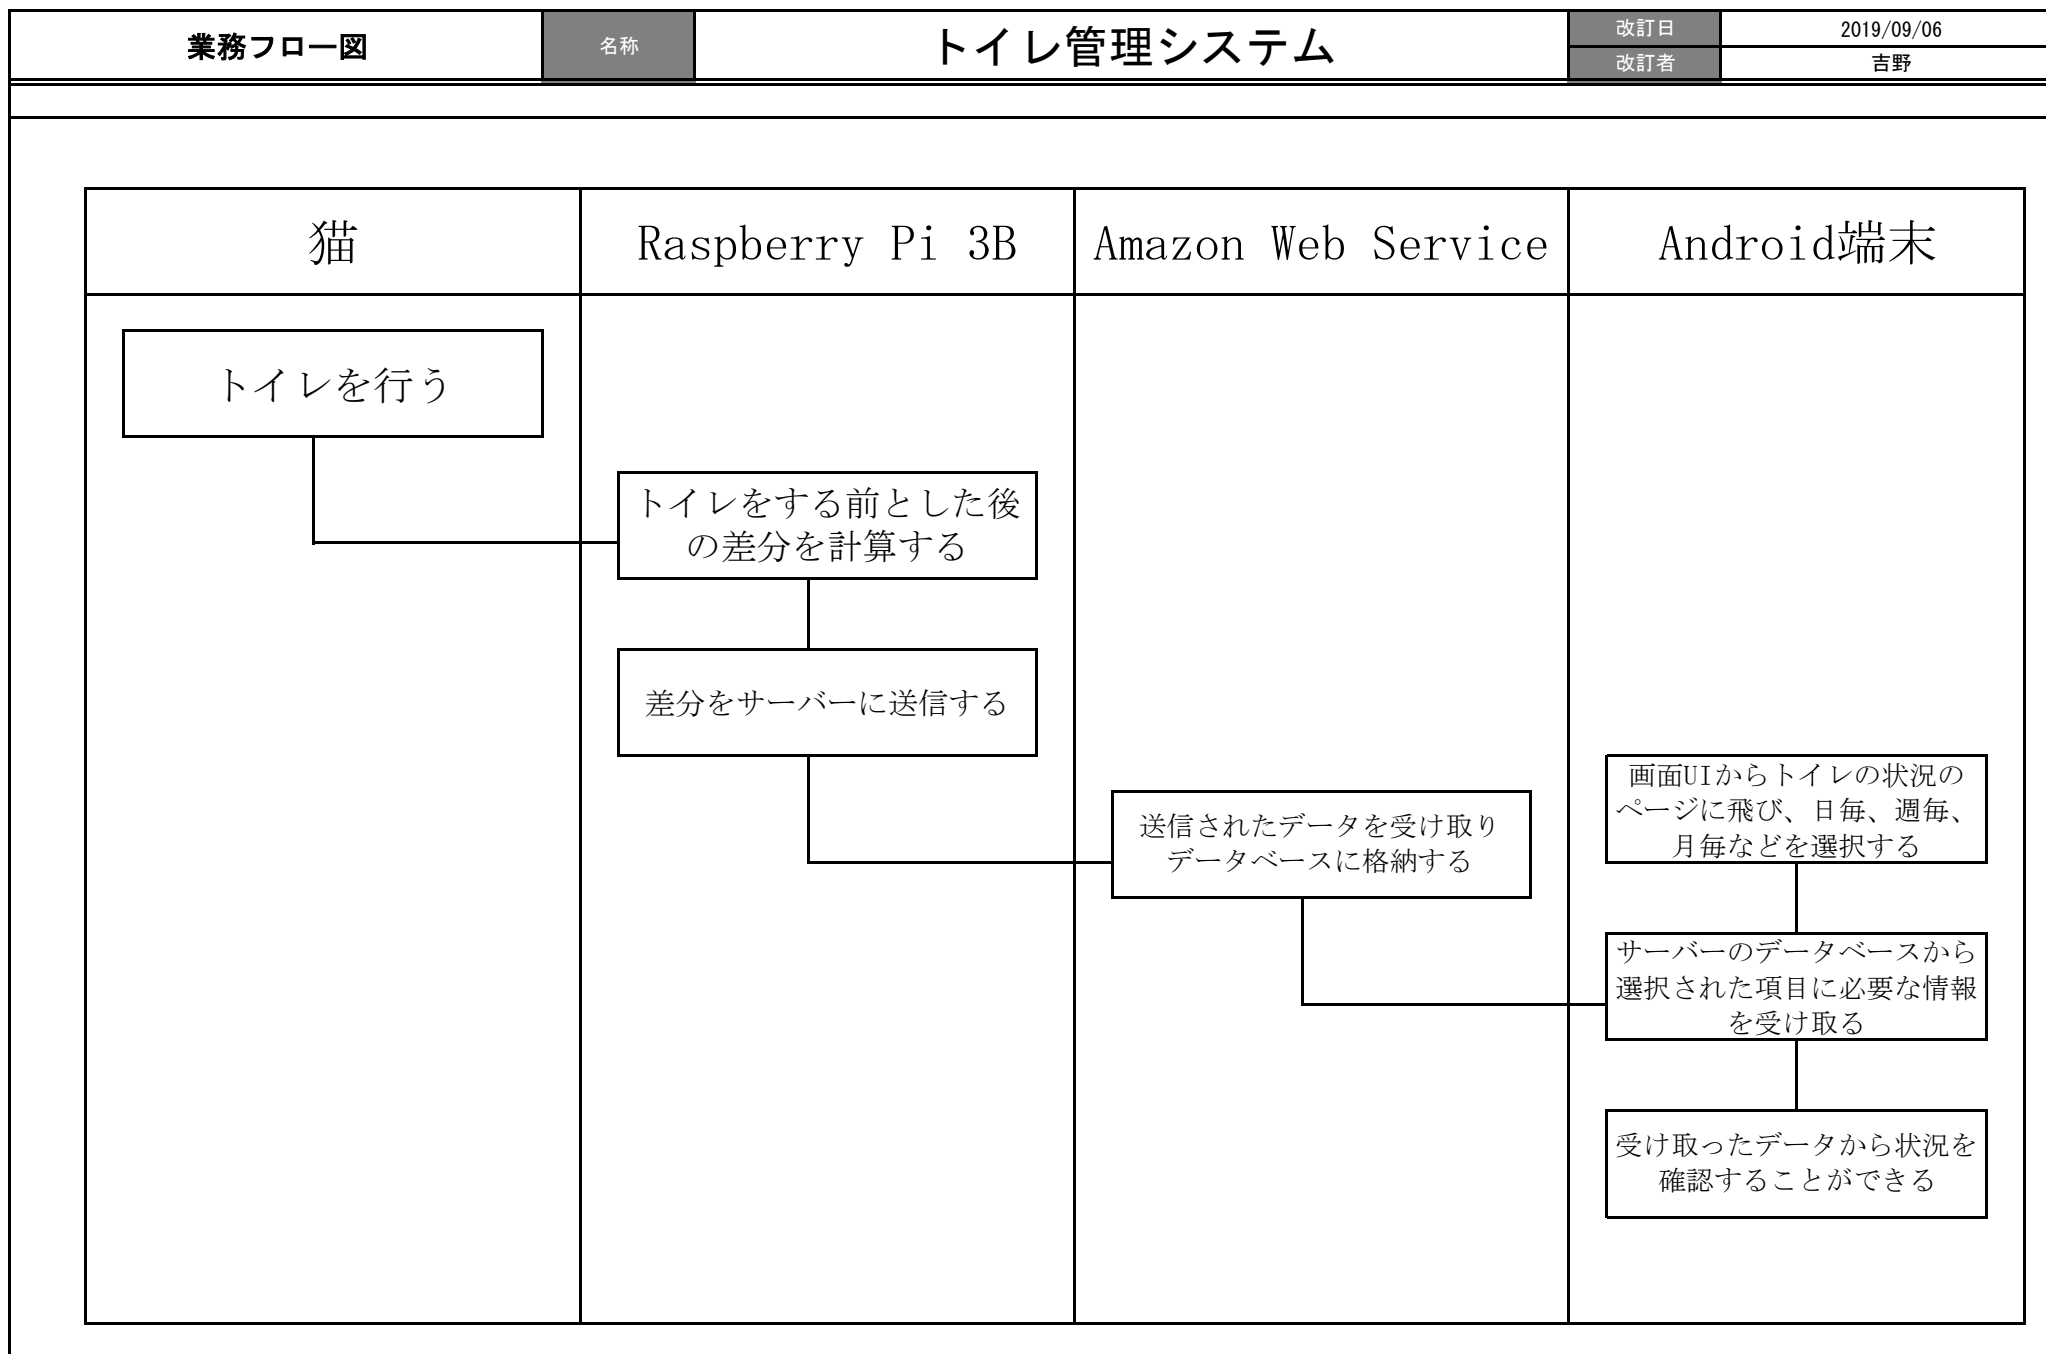 業務フロー図
名称
トイレ管理システム
改訂日
2019/09/06
改訂者
吉野
猫
Raspberry Pi 3B
Amazon Web Service
Android端末
トイレを行う
トイレをする前とした後
の差分を計算する
差分をサーバーに送信する
送信されたデータを受け取り
データベースに格納する
画面UIからトイレの状況の
ページに飛び、日毎、週毎、
月毎などを選択する
サーバーのデータベースから
選択された項目に必要な情報
を受け取る
受け取ったデータから状況を
確認することができる